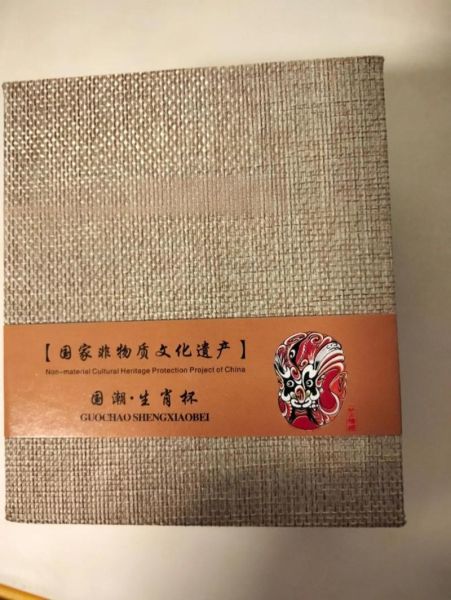 【国家非物质文化遗产】
Non-material Cultural Heritage Protection Project of China
国潮·生肖杯
GUOCHAO SHENGXIAOBEI